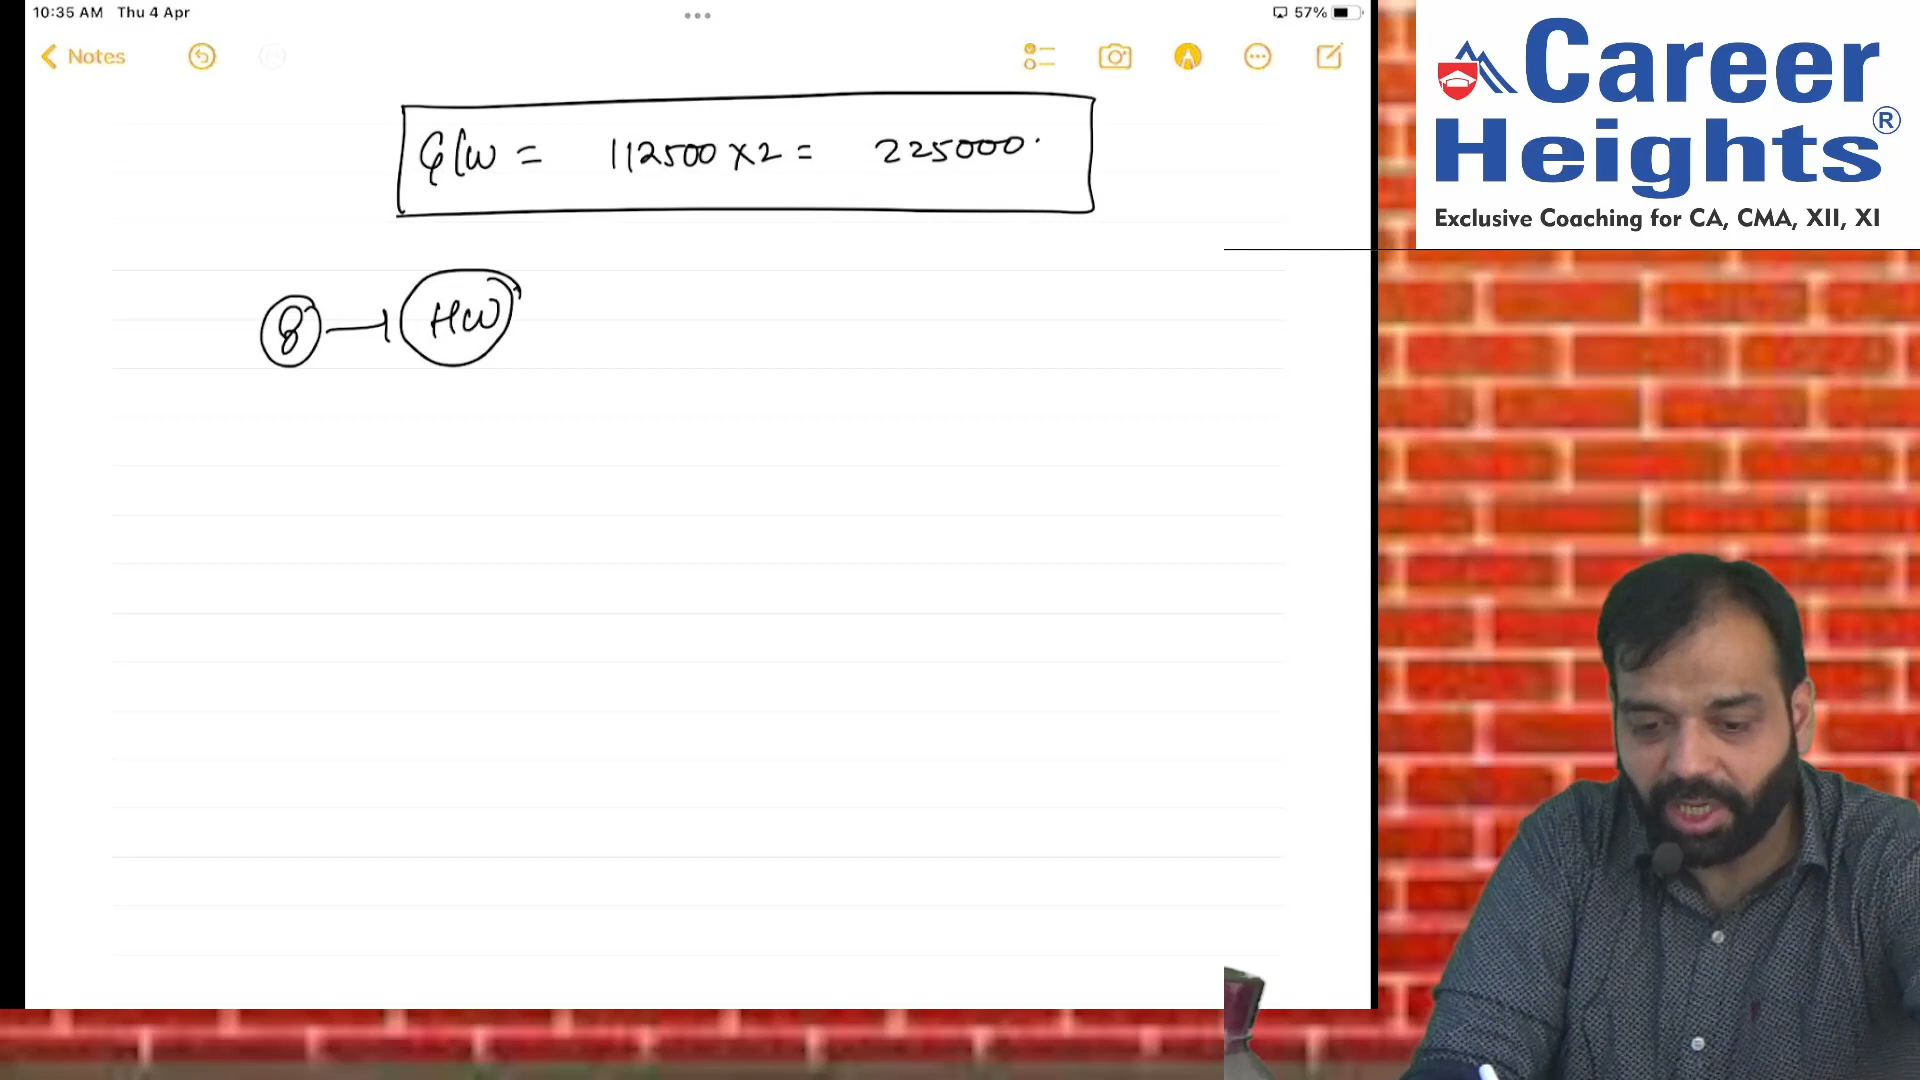 10:35 AM Thu 4 Apr
57%
Notes
G/W = 112500 x 2 = 225000.
8 → HW
Career
Heights®
Exclusive Coaching for CA, CMA, XII, XI